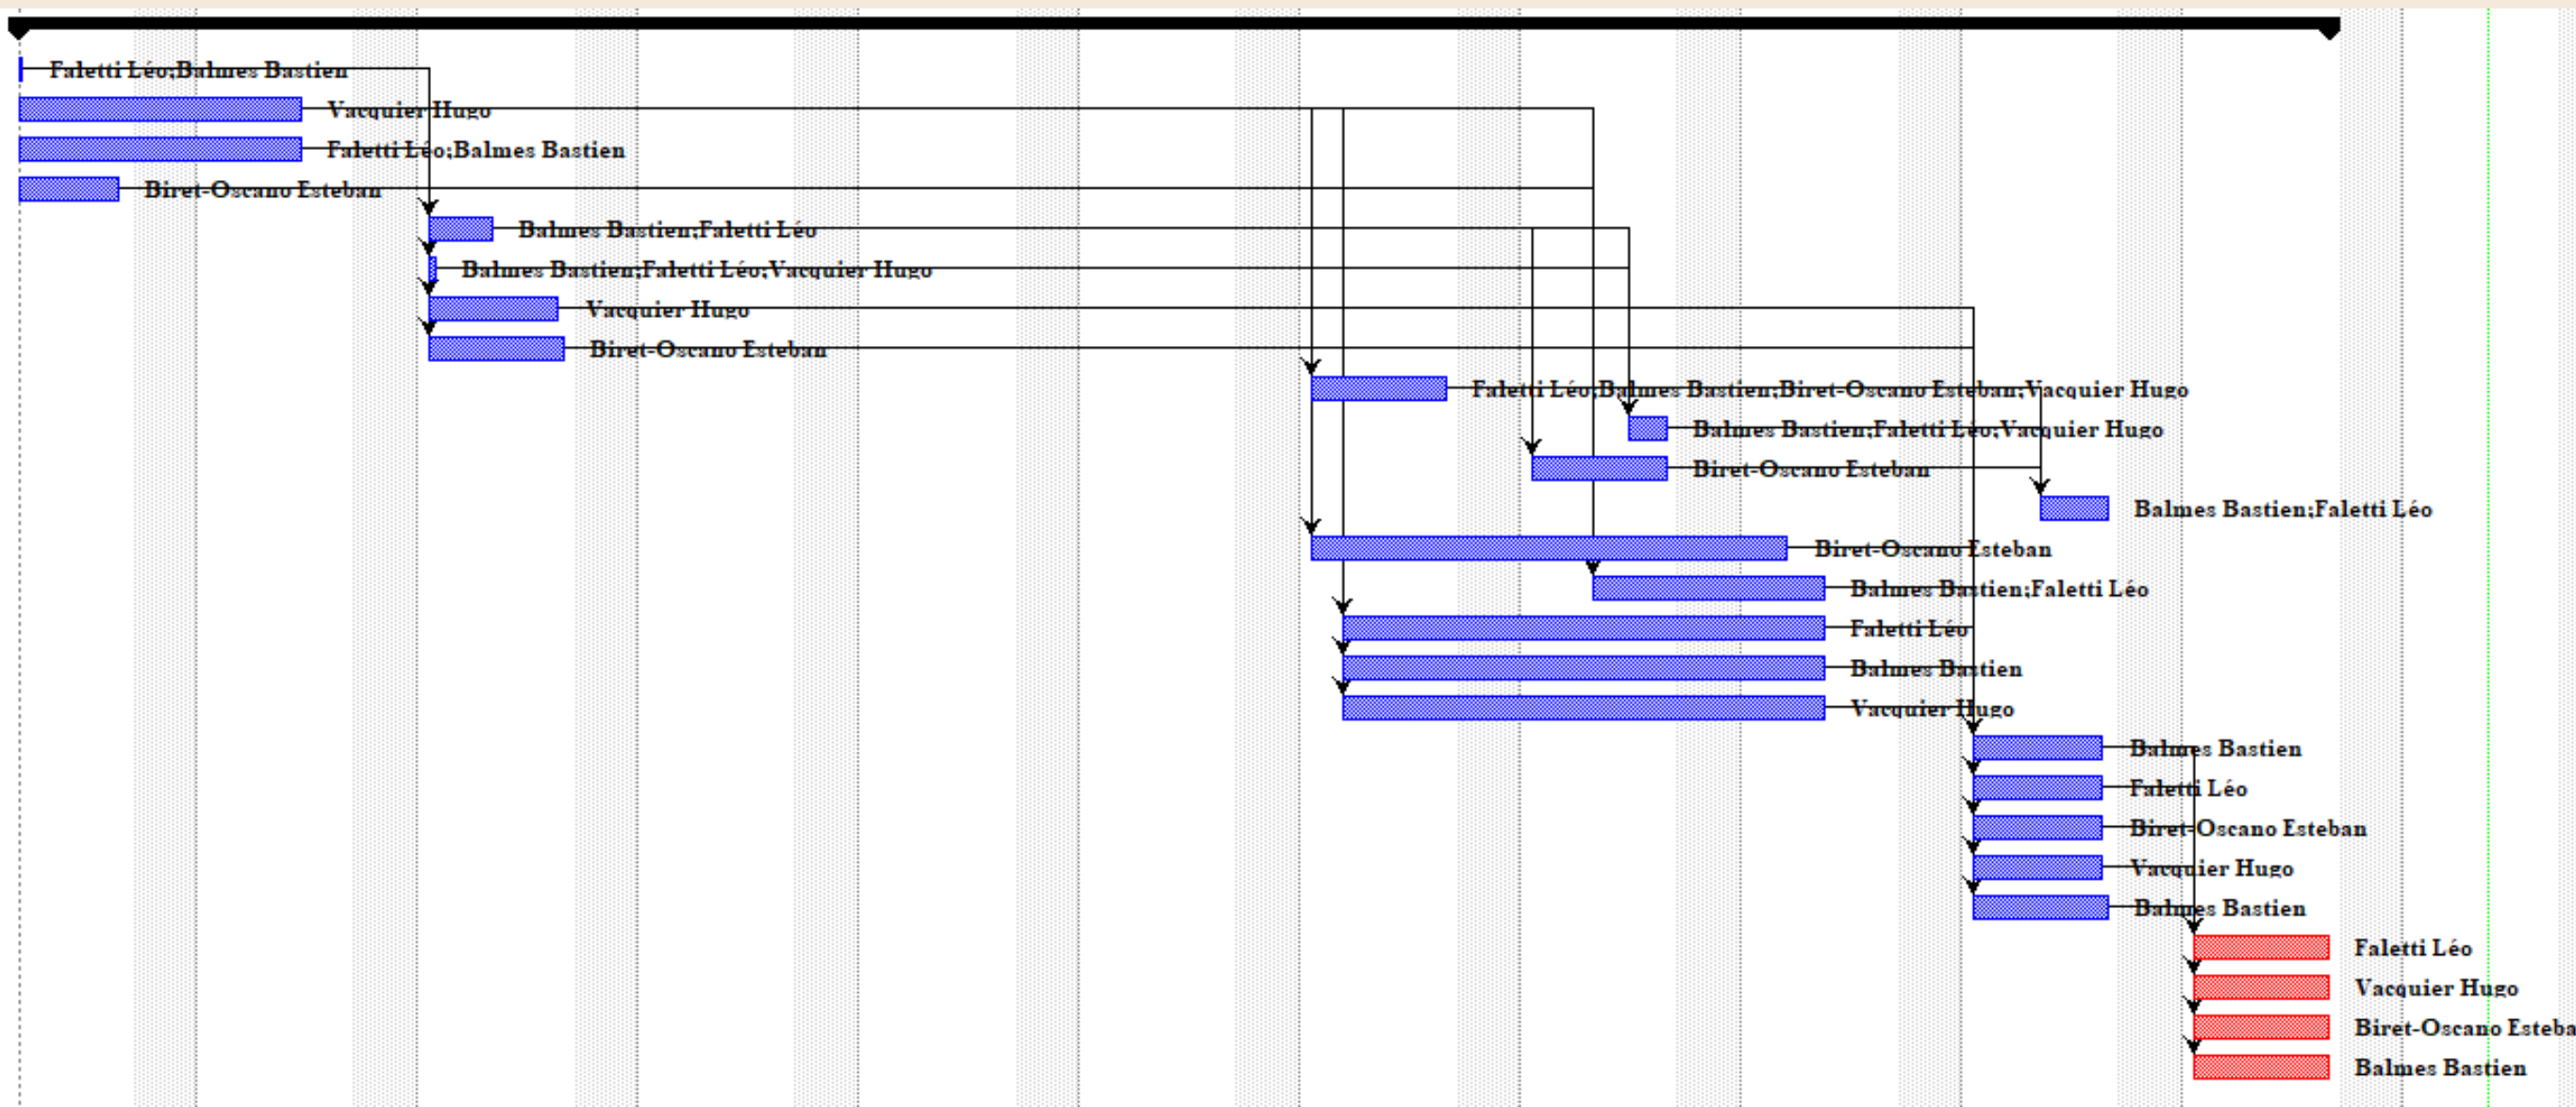 Faletti Léo;Balmes Bastien
Vacquier Hugo
Faletti Léo;Balmes Bastien
Biret-Oscano Esteban
Balmes Bastien;Faletti Léo
Balmes Bastien;Faletti Léo;Vacquier Hugo
Vacquier Hugo
Biret-Oscano Esteban
Faletti Léo;Balmes Bastien;Biret-Oscano Esteban;Vacquier Hugo
Balmes Bastien;Faletti Léo;Vacquier Hugo
Biret-Oscano Esteban
Balmes Bastien;Faletti Léo
Biret-Oscano Esteban
Balmes Bastien;Faletti Léo
Faletti Léo
Balmes Bastien
Vacquier Hugo
Balmes Bastien
Faletti Léo
Biret-Oscano Esteban
Vacquier Hugo
Balmes Bastien
Faletti Léo
Vacquier Hugo
Biret-Oscano Esteba
Balmes Bastien